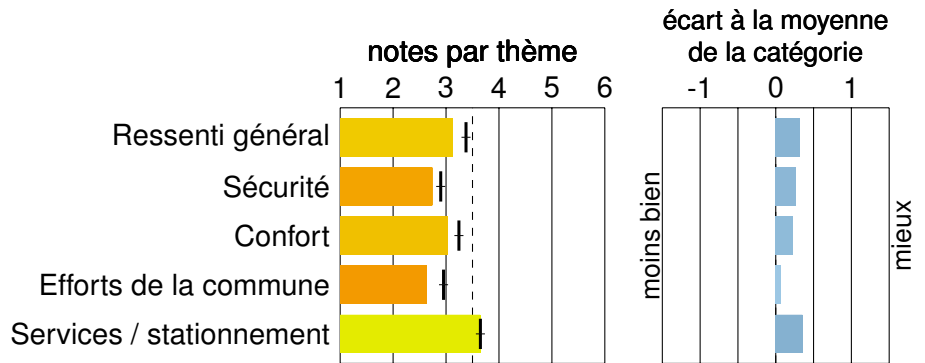 notes par thème
1 2 3 4 5 6
Ressenti général
Sécurité
Confort
Efforts de la commune
Services / stationnement
écart à la moyenne
de la catégorie
-1 0 1
moins bien
mieux